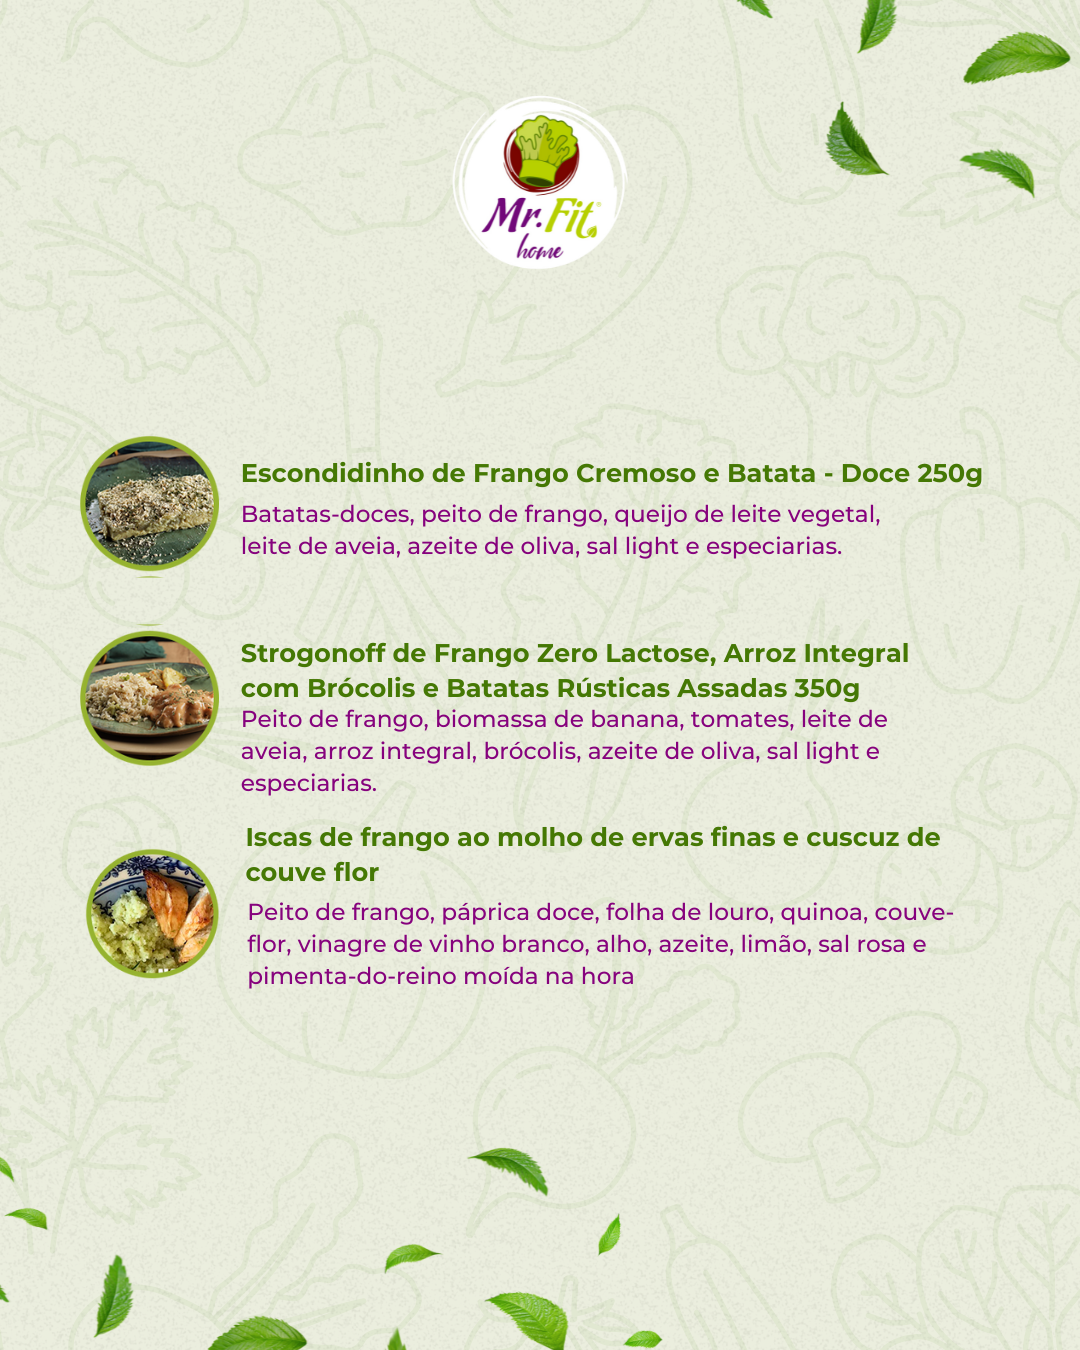 Mr.Fit
home
Escondidinho de Frango Cremoso e Batata - Doce 250g
Batatas-doces, peito de frango, queijo de leite vegetal,
leite de aveia, azeite de oliva, sal light e especiarias.
Strogonoff de Frango Zero Lactose, Arroz Integral
com Brócolis e Batatas Rústicas Assadas 350g
Peito de frango, biomassa de banana, tomates, leite de
aveia, arroz integral, brócolis, azeite de oliva, sal light e
especiarias.
Iscas de frango ao molho de ervas finas e cuscuz de
couve flor
Peito de frango, páprica doce, folha de louro, quinoa, couve-
flor, vinagre de vinho branco, alho, azeite, limão, sal rosa e
pimenta-do-reino moída na hora